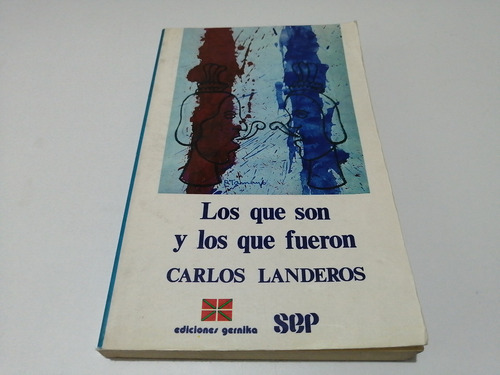 Los que son
y los que fueron
CARLOS LANDEROS
ediciones gernika
sep